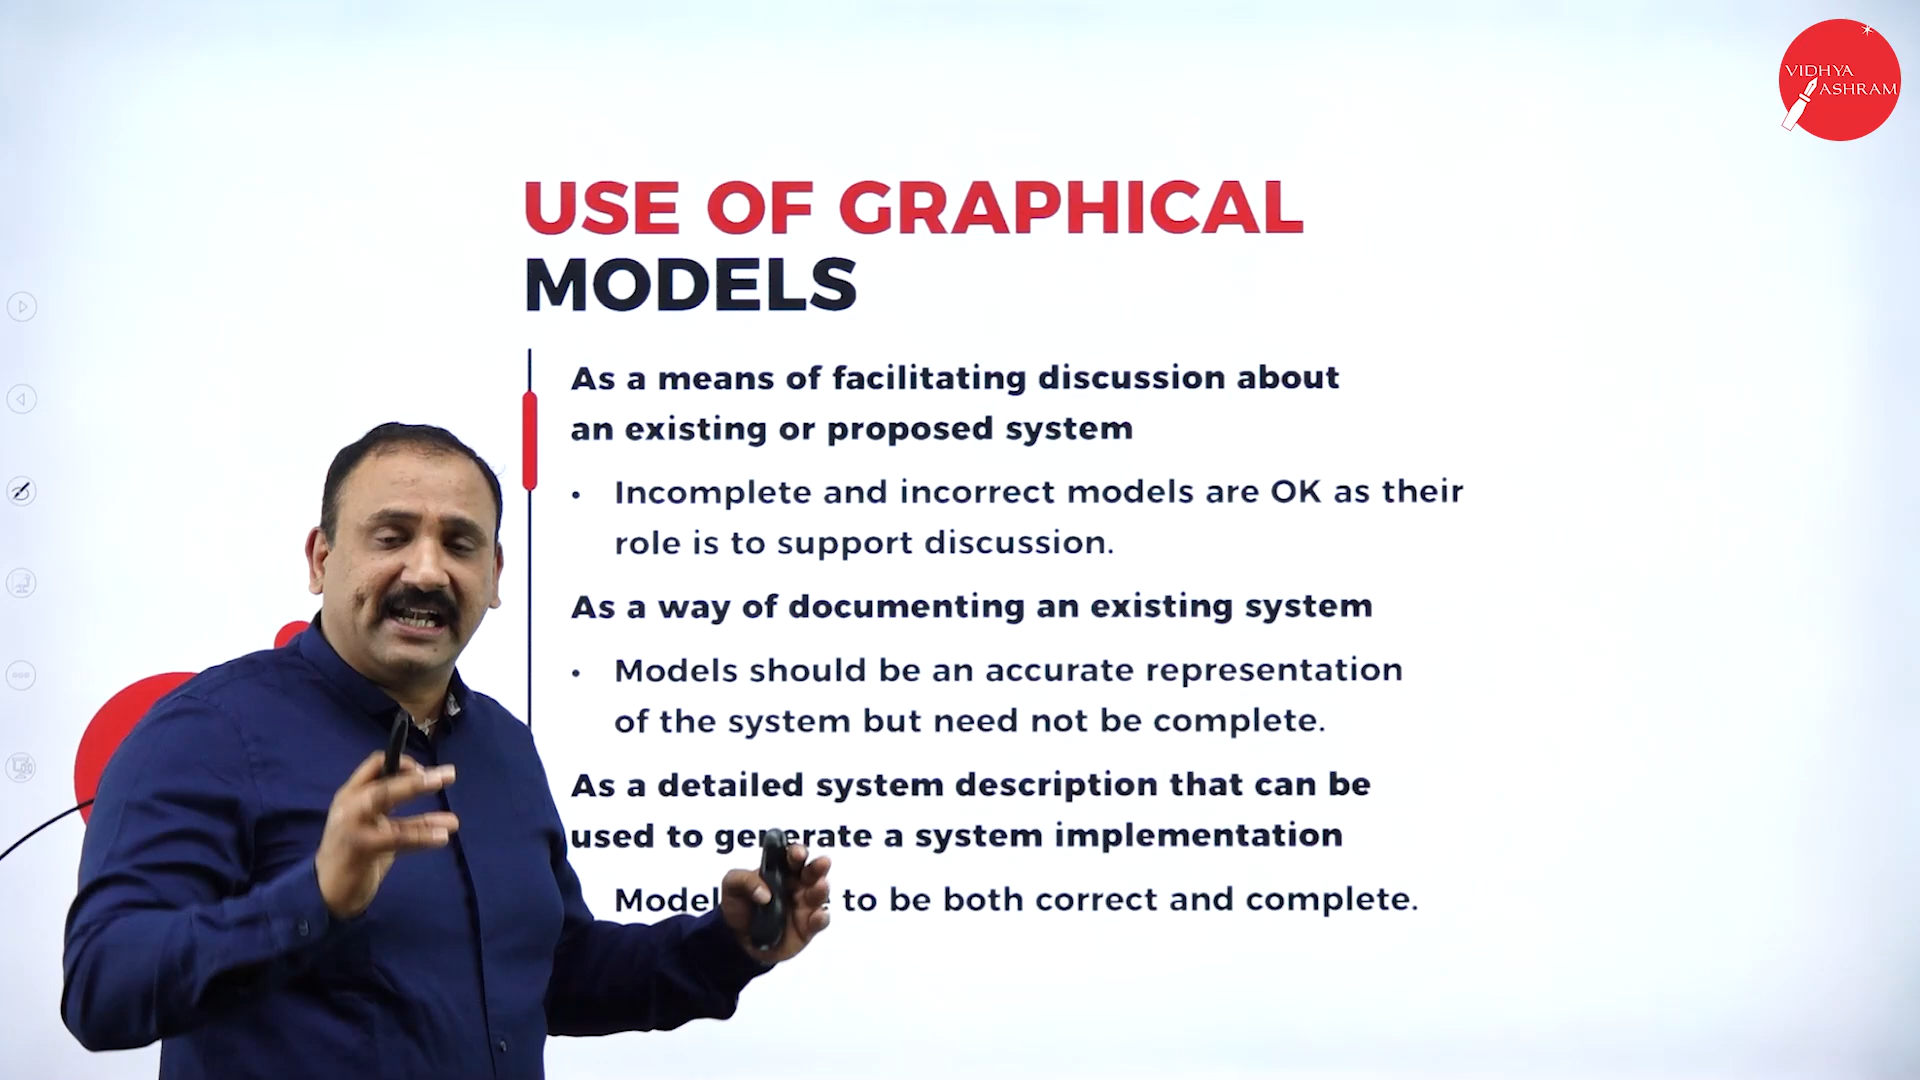 VIDHYA
ASHRAM
USE OF GRAPHICAL
MODELS
As a means of facilitating discussion about
an existing or proposed system
• Incomplete and incorrect models are OK as their
role is to support discussion.
As a way of documenting an existing system
• Models should be an accurate representation
of the system but need not be complete.
As a detailed system description that can be
used to generate a system implementation
to be both correct and complete.